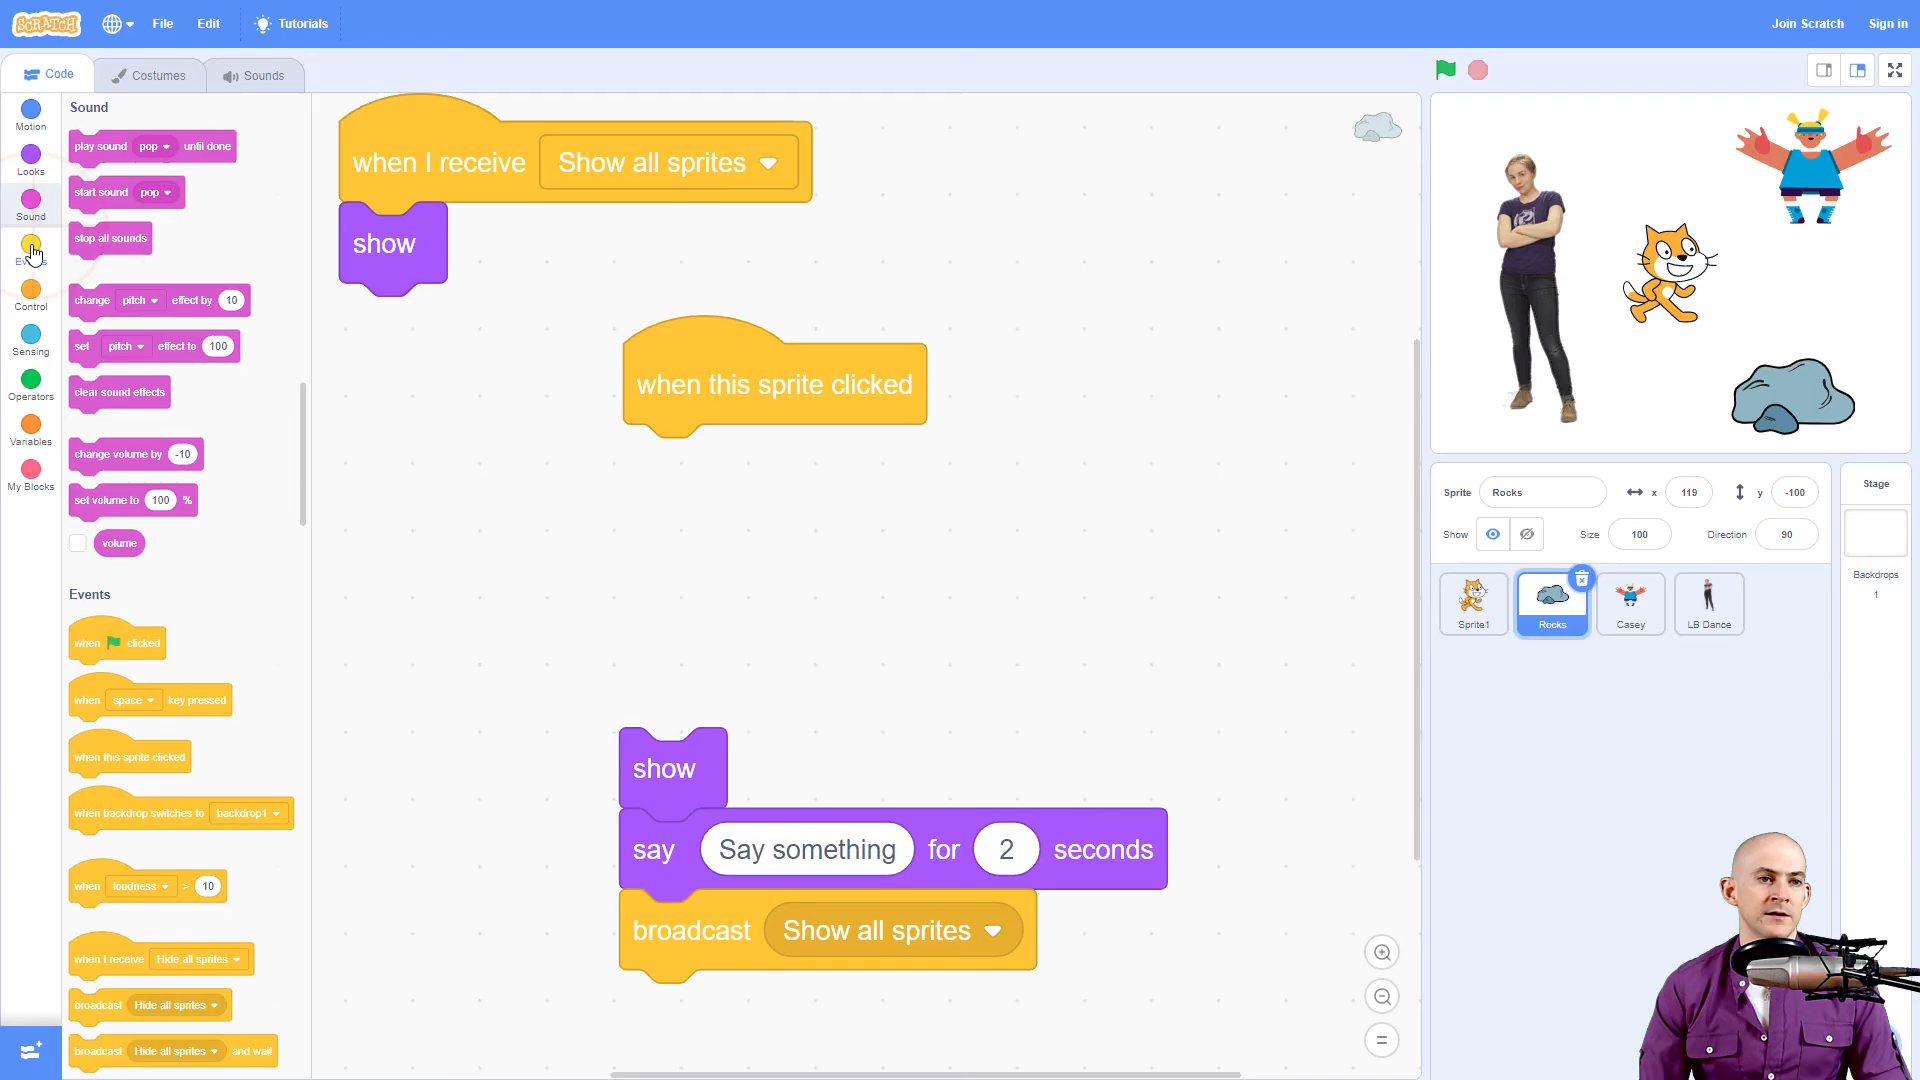 SCRATCH
File
Edit
Tutorials
Join Scratch
Sign in
Code
Costumes
Sounds
Motion
Looks
Sound
Events
Control
Sensing
Operators
Variables
My Blocks
Sound
play sound pop until done
start sound pop
stop all sounds
change pitch effect by 10
set pitch effect to 100
clear sound effects
change volume by -10
set volume to 100 %
volume
Events
when clicked
when space key pressed
when this sprite clicked
when backdrop switches to backdrop1
when loudness > 10
when I receive Hide all sprites
broadcast Hide all sprites
broadcast Hide all sprites and wait
when I receive Show all sprites
show
when this sprite clicked
show
say Say something for 2 seconds
broadcast Show all sprites
Sprite Rocks x 119 y -100
Show Size 100 Direction 90
Sprite1
Rocks
Casey
LB Dance
Stage
Backdrops
1